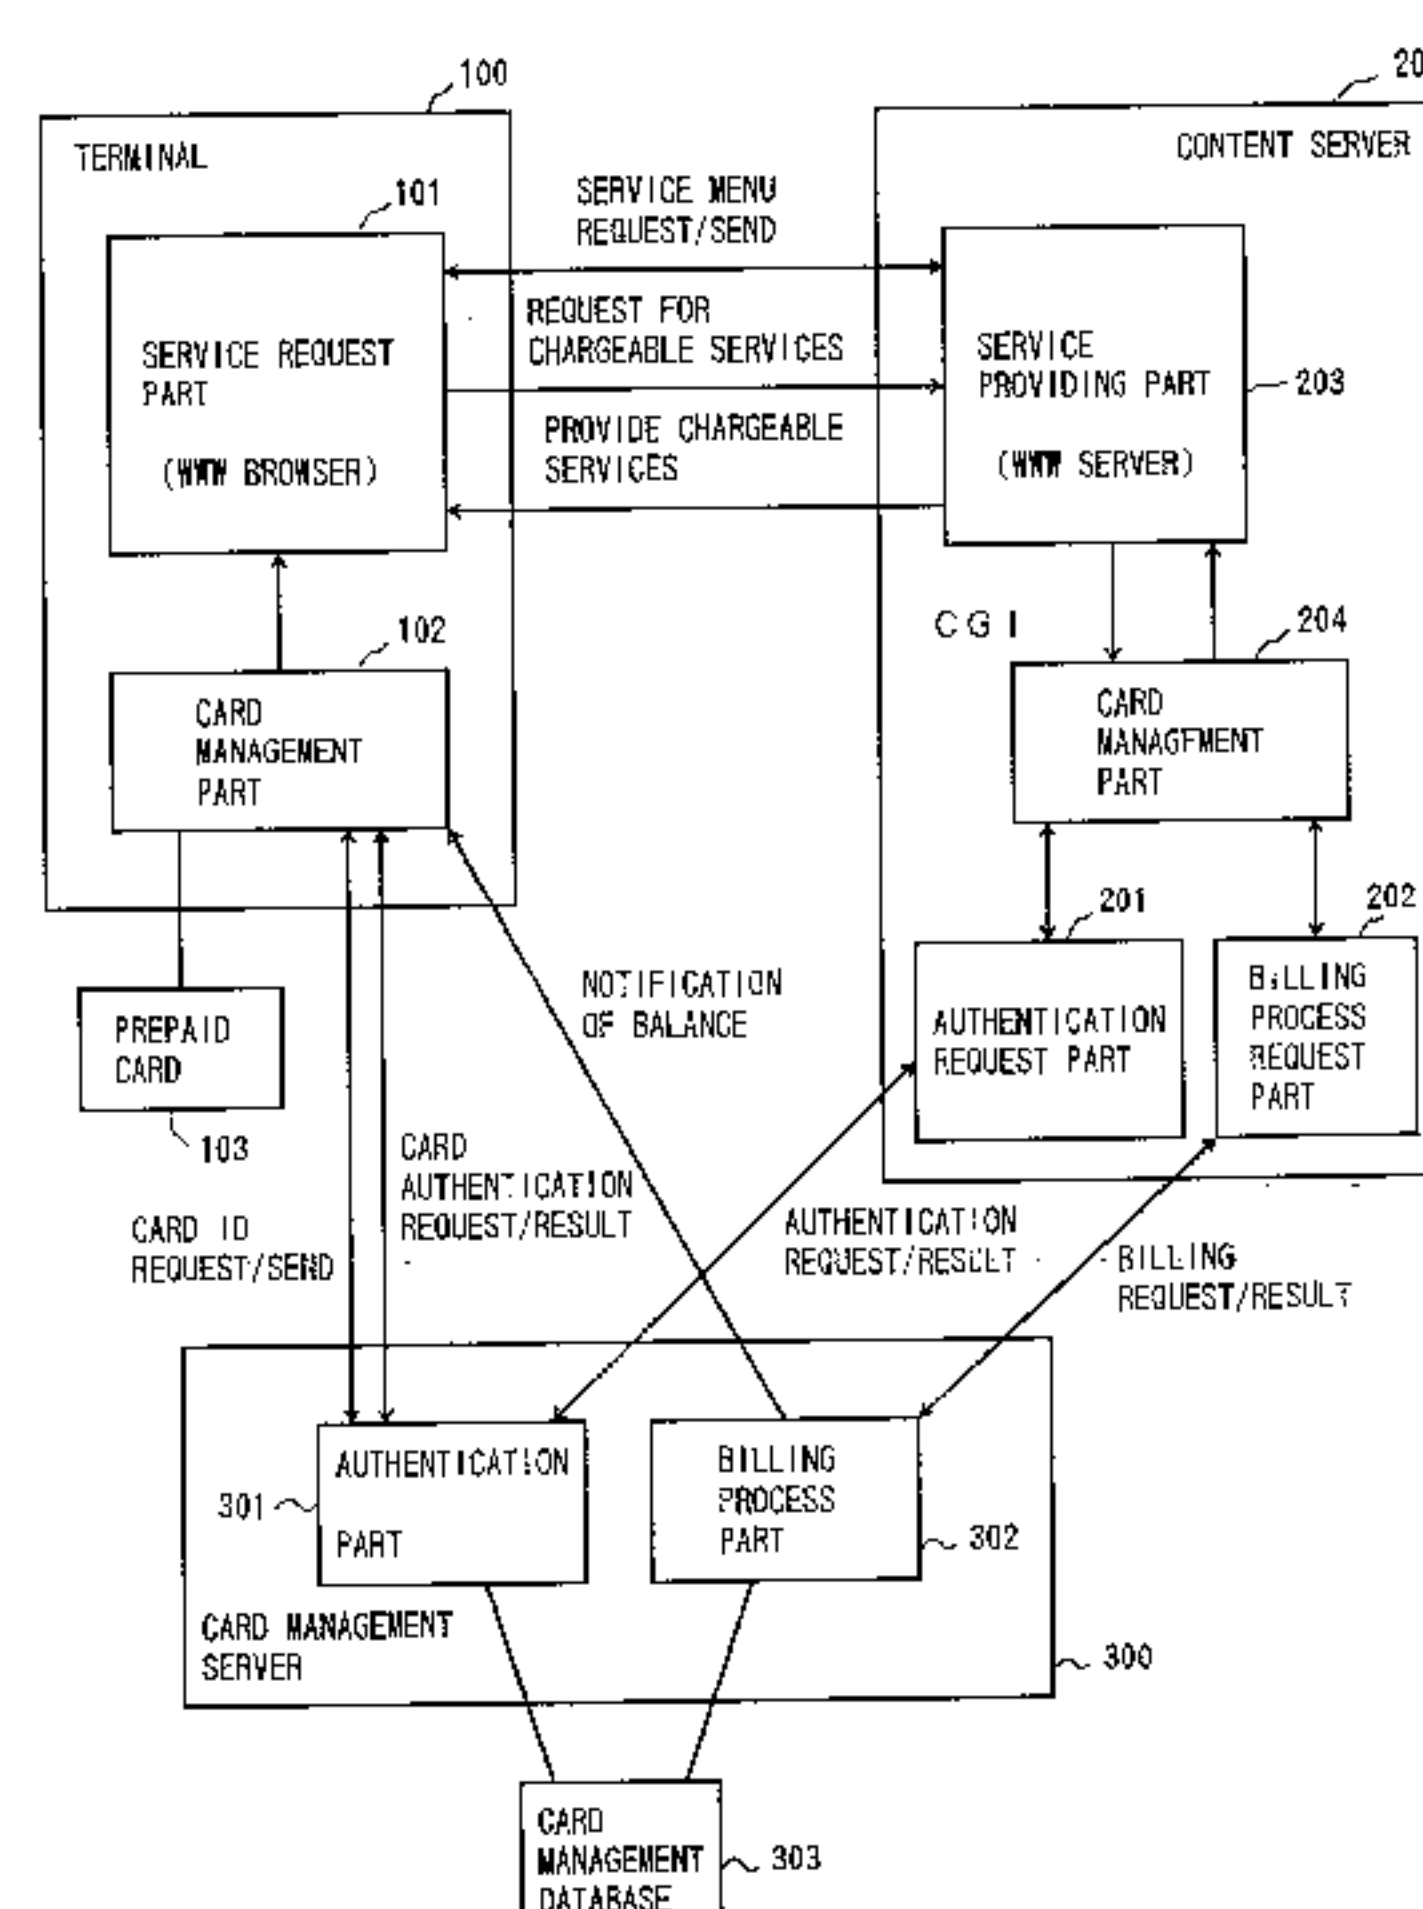 100
20
TERMINAL
CONTENT SERVER
101
SERVICE MENU
REQUEST/SEND
REQUEST FOR
CHARGEABLE SERVICES
SERVICE REQUEST
PART
(WWW BROWSER)
SERVICE
PROVIDING PART
(WWW SERVER)
203
PROVIDE CHARGEABLE
SERVICES
102
CGI
204
CARD
MANAGEMENT
PART
CARD
MANAGEMENT
PART
201
202
NOTIFICATION
OF BALANCE
AUTHENTICATION
REQUEST PART
BILLING
PROCESS
REQUEST
PART
PREPAID
CARD
103
CARD
AUTHENTICATION
REQUEST/RESULT
CARD ID
REQUEST/SEND
AUTHENTICATION
REQUEST/RESULT
BILLING
REQUEST/RESULT
AUTHENTICATION
PART
301
BILLING
PROCESS
PART
302
CARD MANAGEMENT
SERVER
300
CARD
MANAGEMENT
DATABASE
303